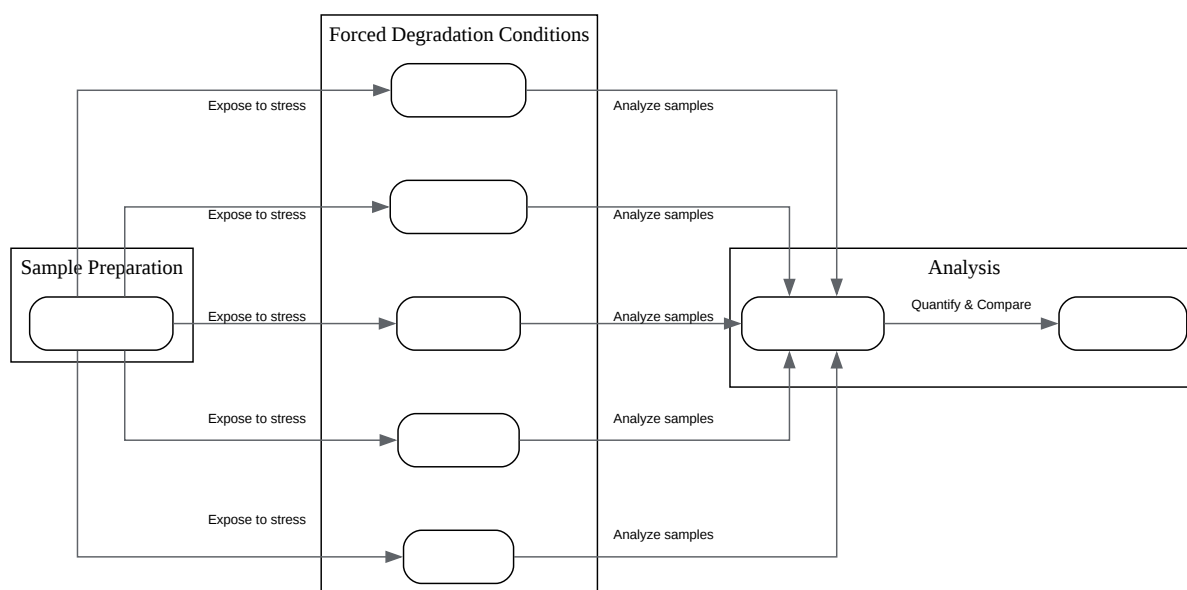 Forced Degradation Conditions
Expose to stress
Analyze samples
Expose to stress
Analyze samples
Sample Preparation
Analysis
Quantify & Compare
Expose to stress
Analyze samples
Expose to stress
Analyze samples
Expose to stress
Analyze samples